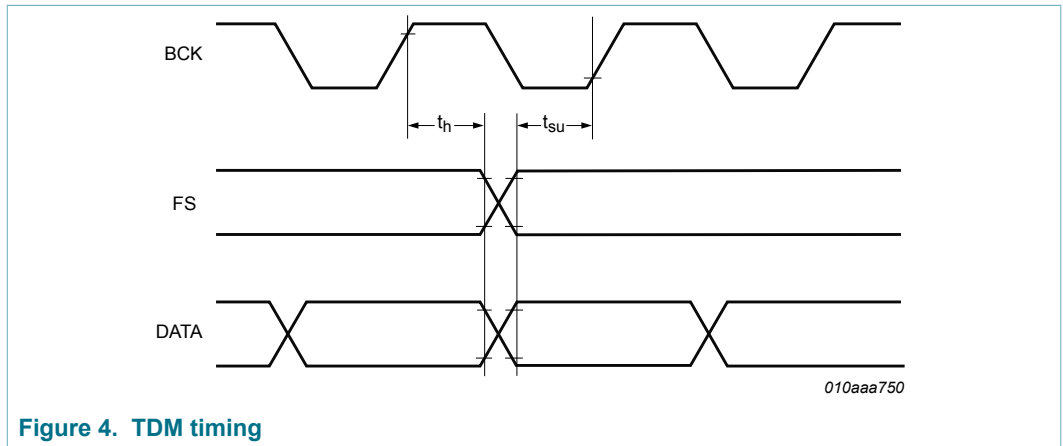 BCK
th
tsu
FS
DATA
010aaa750
Figure 4. TDM timing